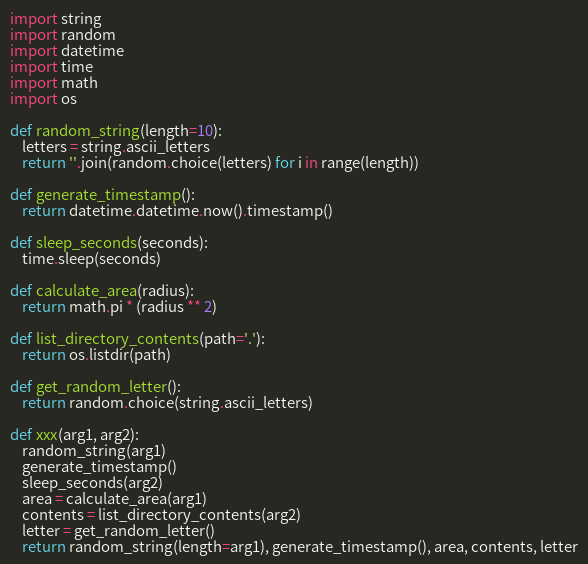 import string
import random
import datetime
import time
import math
import os

def random_string(length=10):
    letters = string.ascii_letters
    return ''.join(random.choice(letters) for i in range(length))

def generate_timestamp():
    return datetime.datetime.now().timestamp()

def sleep_seconds(seconds):
    time.sleep(seconds)

def calculate_area(radius):
    return math.pi * (radius ** 2)

def list_directory_contents(path='.'):
    return os.listdir(path)

def get_random_letter():
    return random.choice(string.ascii_letters)

def xxx(arg1, arg2):
    random_string(arg1)
    generate_timestamp()
    sleep_seconds(arg2)
    area = calculate_area(arg1)
    contents = list_directory_contents(arg2)
    letter = get_random_letter()
    return random_string(length=arg1), generate_timestamp(), area, contents, letter